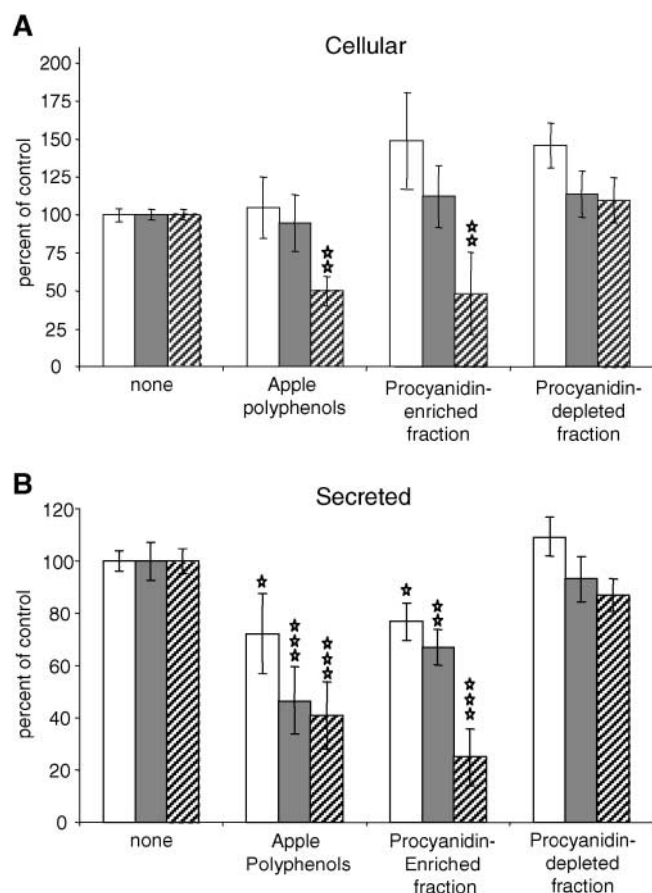 A
Cellular
percent of control
200
175
150
125
100
75
50
25
0
none
Apple
polyphenols
Procyanidin-
enriched
fraction
Procyanidin-
depleted
fraction
B
Secreted
percent of control
120
100
80
60
40
20
0
none
Apple
Polyphenols
Procyanidin-
Enriched
fraction
Procyanidin-
depleted
fraction